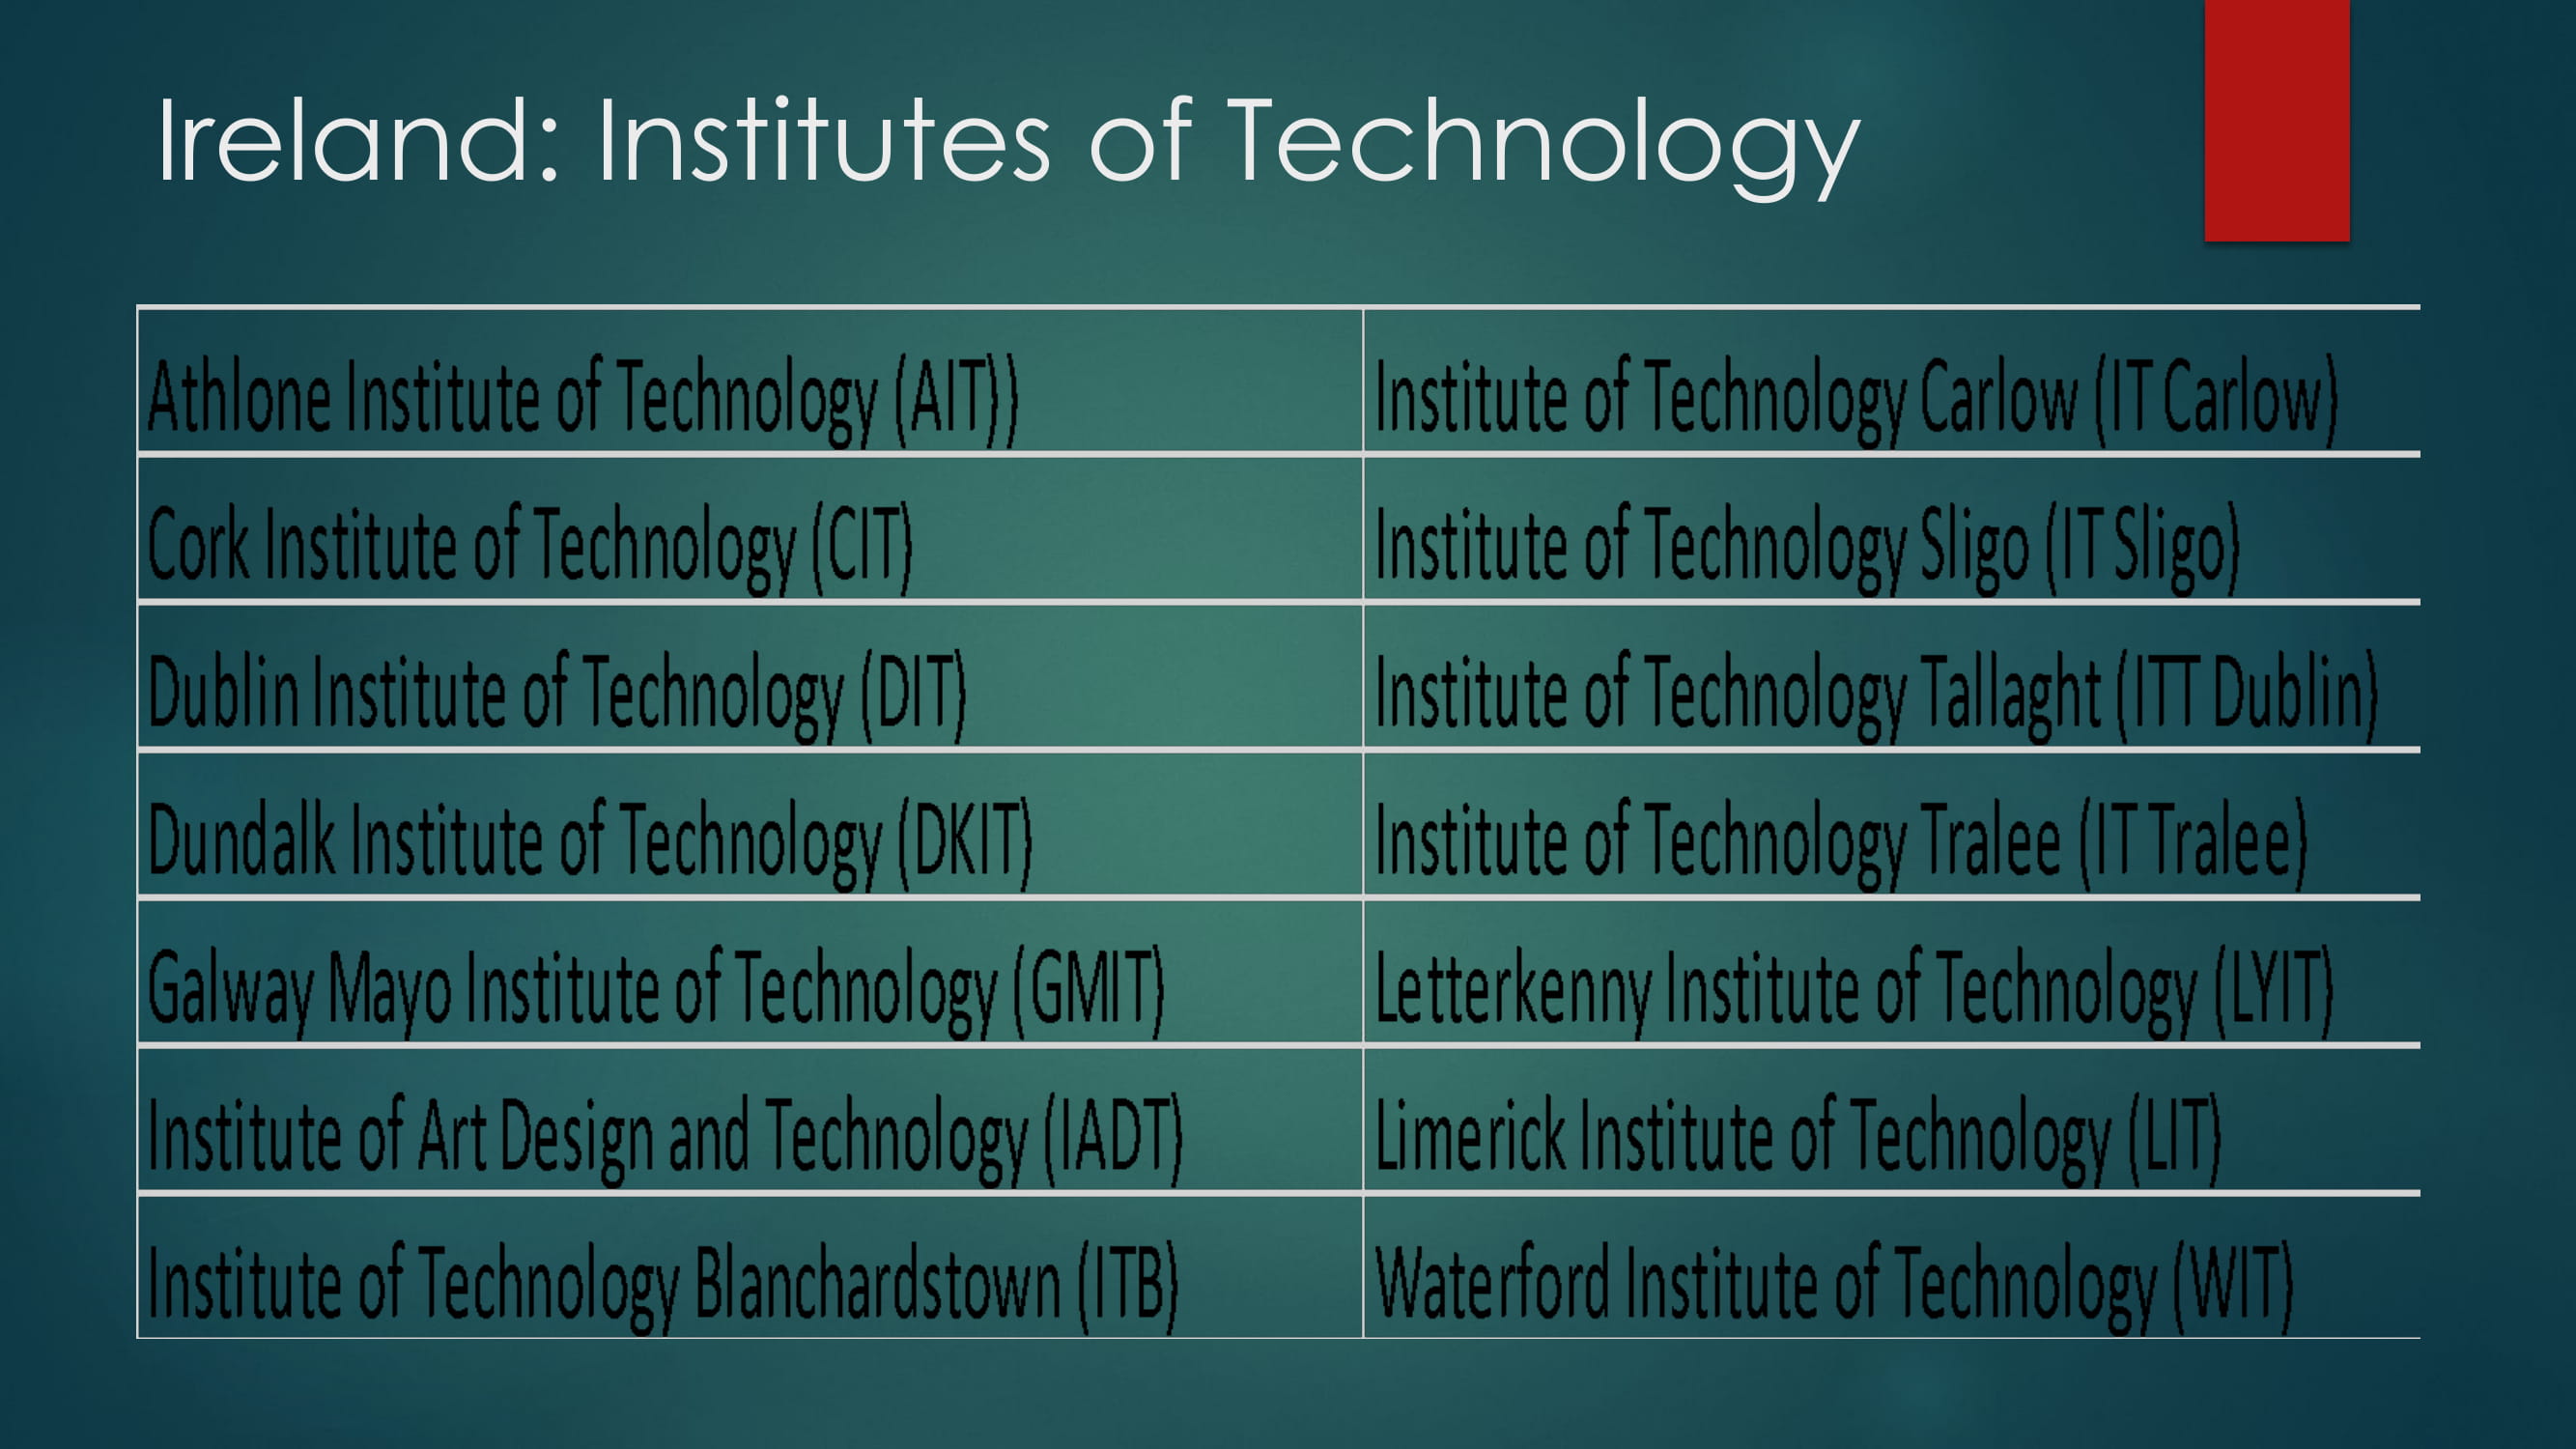 Ireland: Institutes of Technology
Athlone Institute of Technology (AIT))
Institute of Technology Carlow (IT Carlow)
Cork Institute of Technology (CIT)
Institute of Technology Sligo (IT Sligo)
Dublin Institute of Technology (DIT)
Institute of Technology Tallaght (ITT Dublin)
Dundalk Institute of Technology (DKIT)
Institute of Technology Tralee (IT Tralee)
Galway Mayo Institute of Technology (GMIT)
Letterkenny Institute of Technology (LYIT)
Institute of Art Design and Technology (IADT)
Limerick Institute of Technology (LIT)
Institute of Technology Blanchardstown (ITB)
Waterford Institute of Technology (WIT)